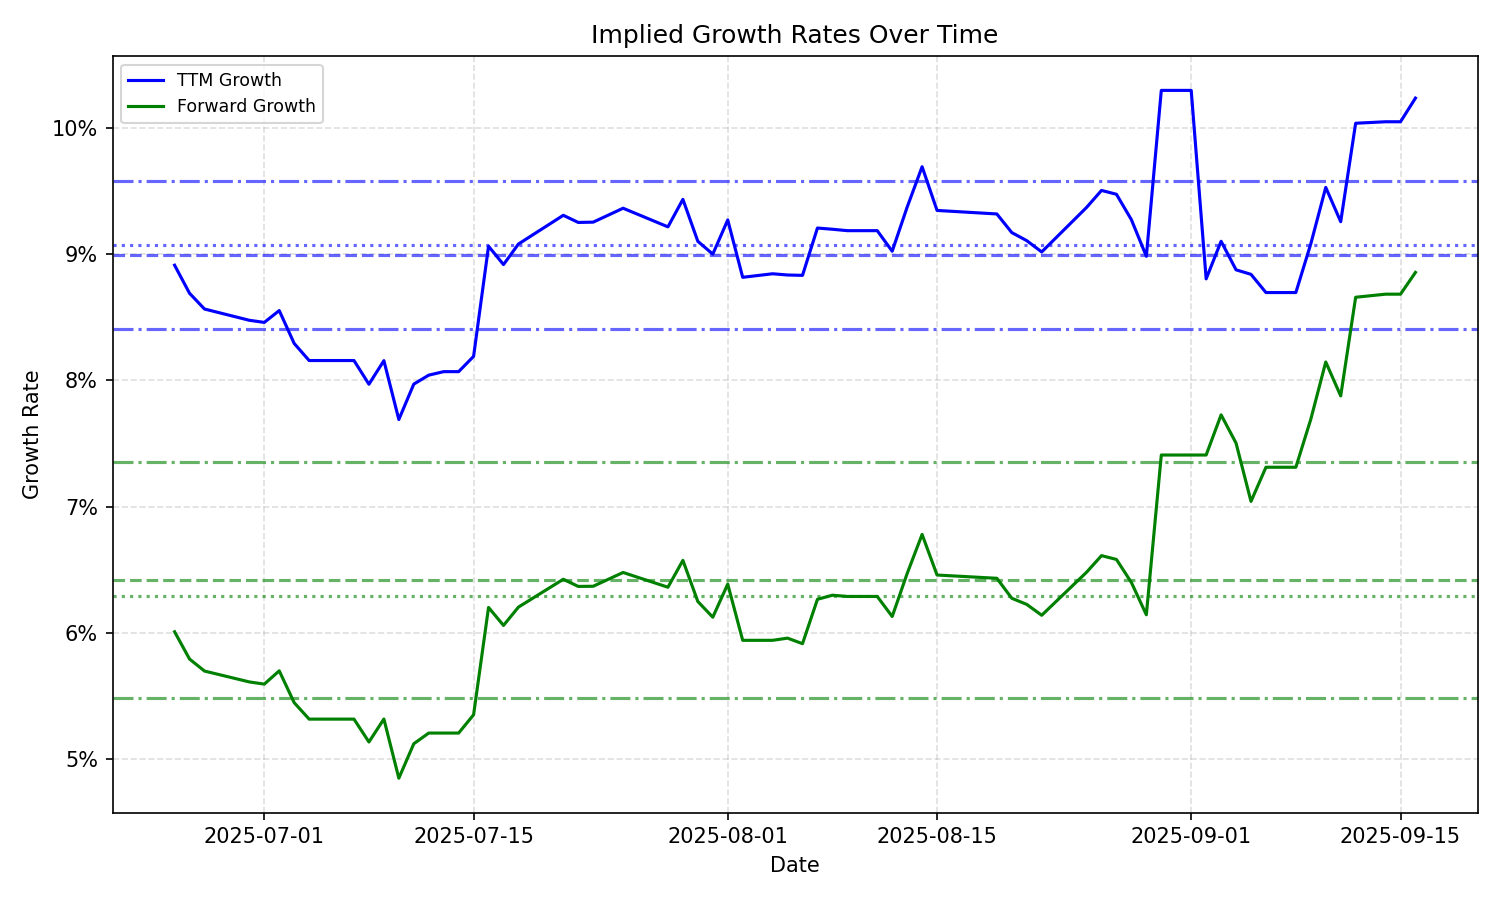 Implied Growth Rates Over Time
TTM Growth
Forward Growth
10%
9%
8%
7%
6%
5%
Growth Rate
2025-07-01
2025-07-15
2025-08-01
2025-08-15
2025-09-01
2025-09-15
Date